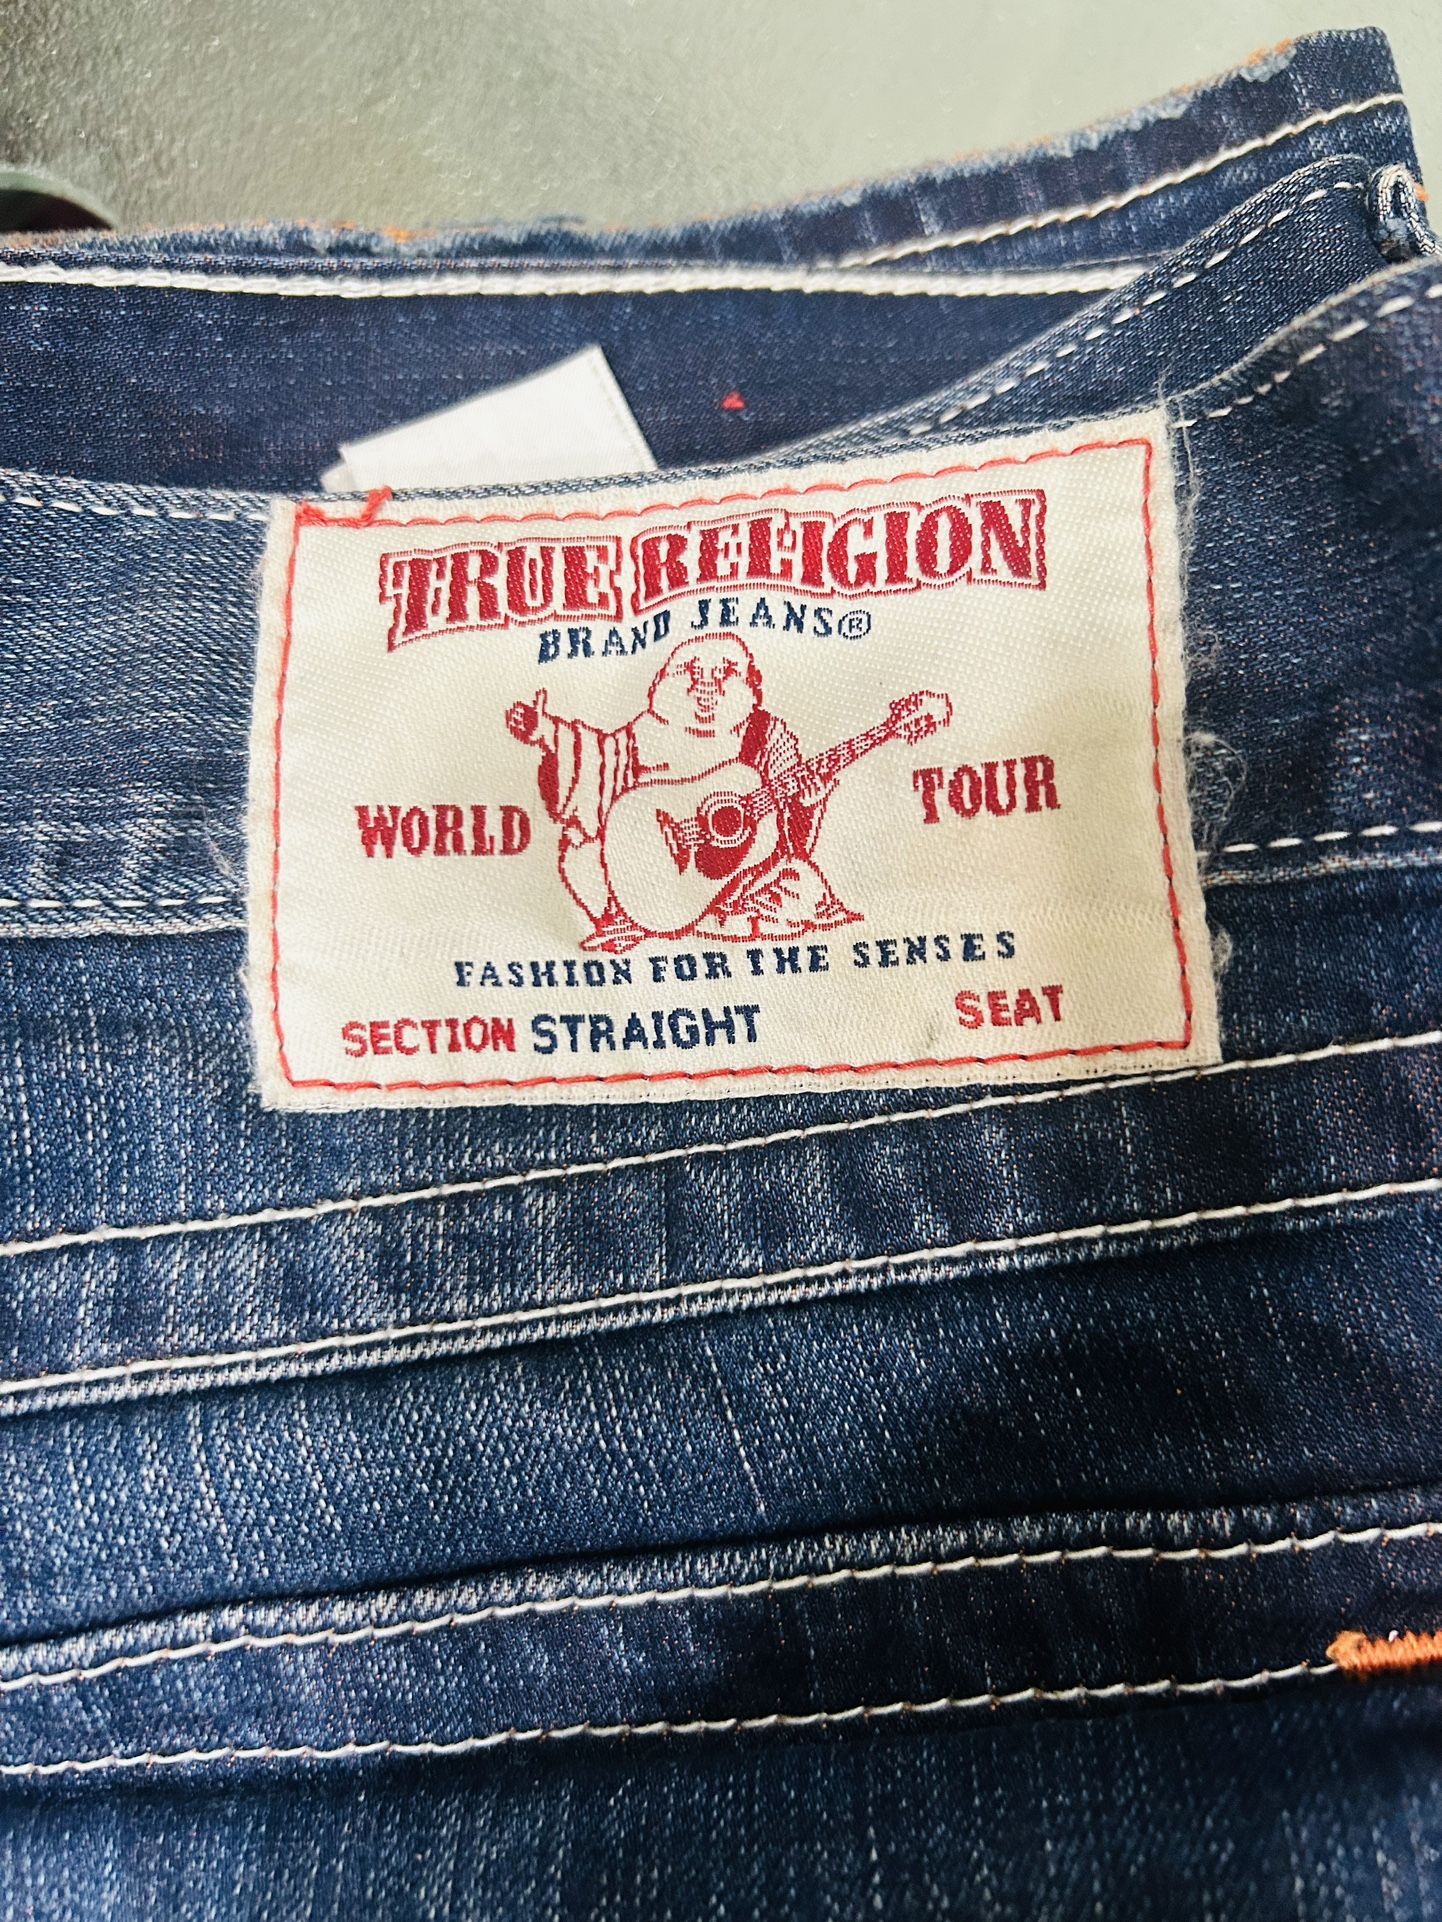 TRUE RELIGION
BRAND JEANS®
WORLD TOUR
FASHION FOR THE SENSES
SECTION STRAIGHT SEAT